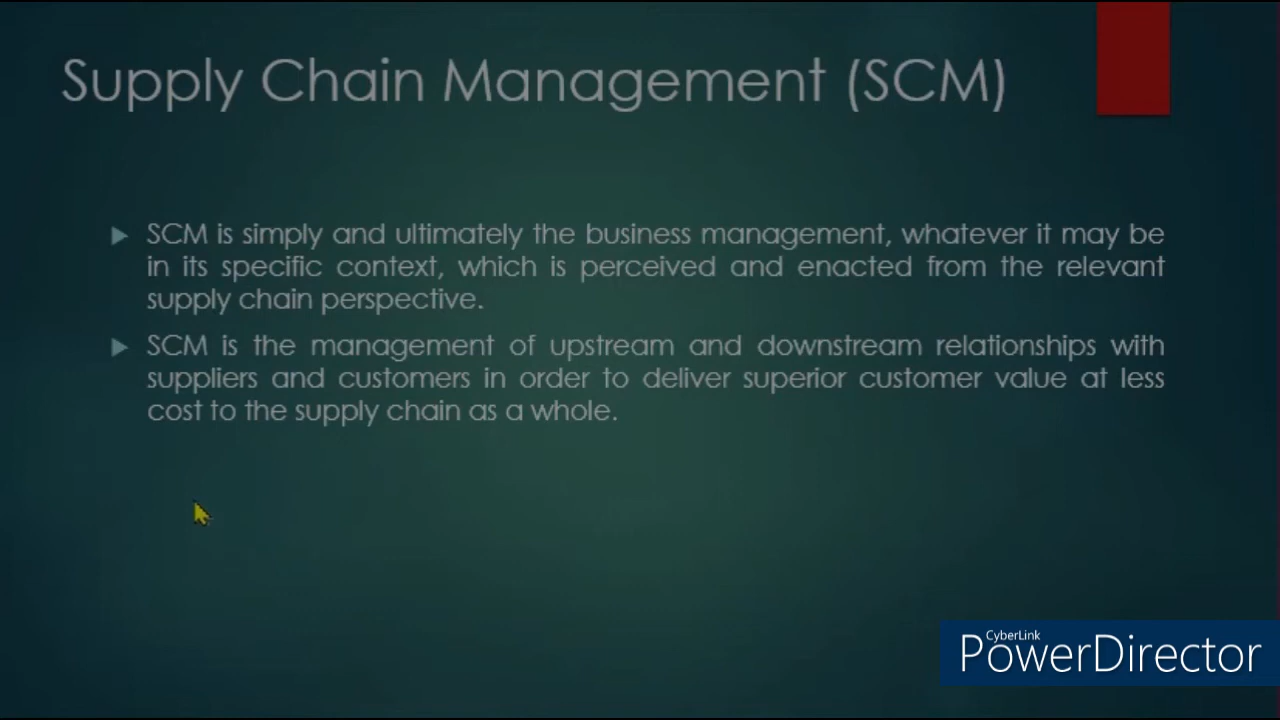 Supply Chain Management (SCM)
SCM is simply and ultimately the business management, whatever it may be
in its specific context, which is perceived and enacted from the relevant
supply chain perspective.
SCM is the management of upstream and downstream relationships with
suppliers and customers in order to deliver superior customer value at less
cost to the supply chain as a whole.
CyberLink
PowerDirector